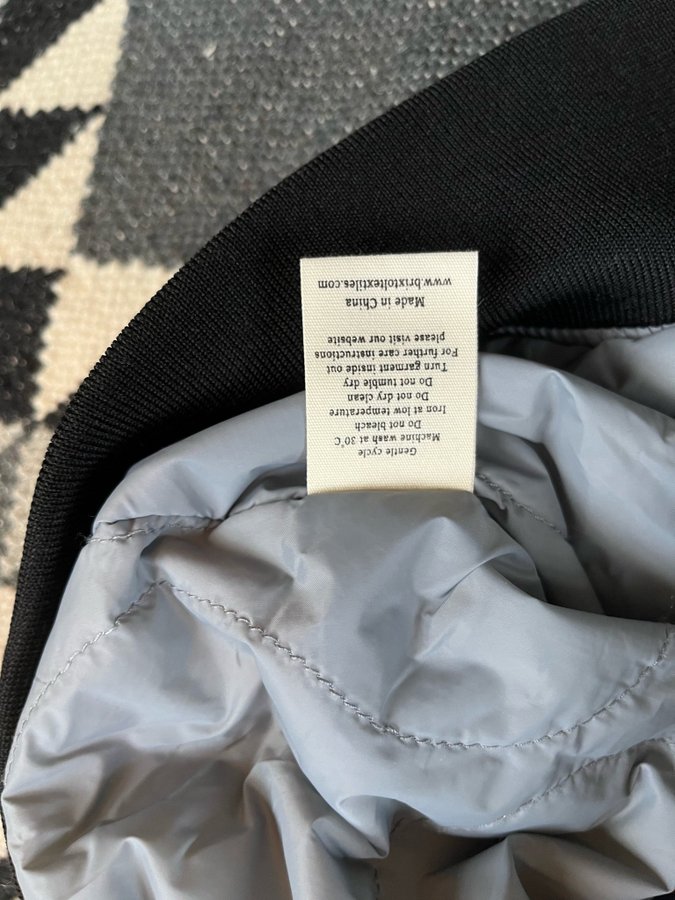 Gentle cycle
Machine wash at 30°C
Do not bleach
Iron at low temperature
Do not dry clean
Do not tumble dry
Turn garment inside out
For further care instructions
please visit our website
Made in China
www.brixtoltextiles.com